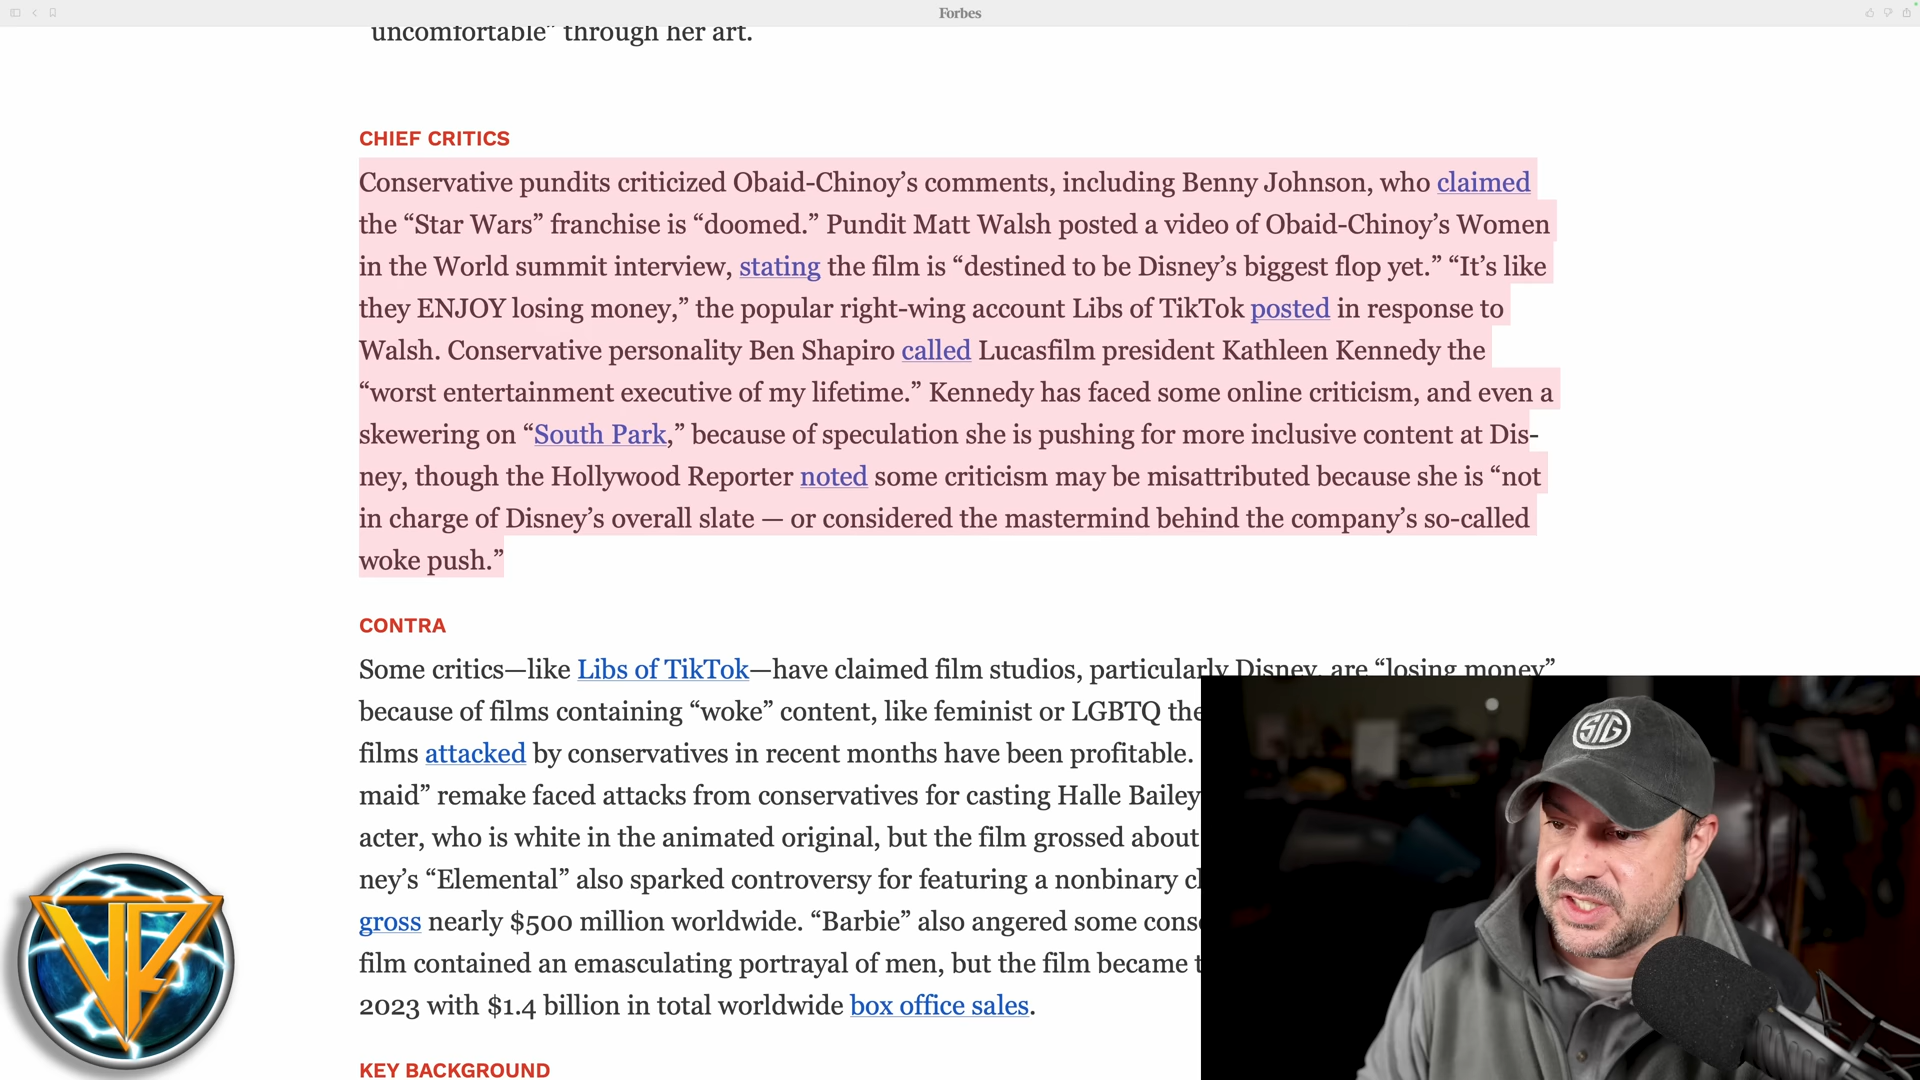 Forbes
uncomfortable” through her art.
CHIEF CRITICS
Conservative pundits criticized Obaid-Chinoy’s comments, including Benny Johnson, who claimed
the “Star Wars” franchise is “doomed.” Pundit Matt Walsh posted a video of Obaid-Chinoy’s Women
in the World summit interview, stating the film is “destined to be Disney’s biggest flop yet.” “It’s like
they ENJOY losing money,” the popular right-wing account Libs of TikTok posted in response to
Walsh. Conservative personality Ben Shapiro called Lucasfilm president Kathleen Kennedy the
“worst entertainment executive of my lifetime.” Kennedy has faced some online criticism, and even a
skewering on “South Park,” because of speculation she is pushing for more inclusive content at Dis-
ney, though the Hollywood Reporter noted some criticism may be misattributed because she is “not
in charge of Disney’s overall slate — or considered the mastermind behind the company’s so-called
woke push.”
CONTRA
Some critics—like Libs of TikTok—have claimed film studios, particularly Disney, are “losing money”
because of films containing “woke” content, like feminist or LGBTQ the
films attacked by conservatives in recent months have been profitable.
maid” remake faced attacks from conservatives for casting Halle Bailey
acter, who is white in the animated original, but the film grossed about
ney’s “Elemental” also sparked controversy for featuring a nonbinary
gross nearly $500 million worldwide. “Barbie” also angered some cons
film contained an emasculating portrayal of men, but the film became
2023 with $1.4 billion in total worldwide box office sales.
KEY BACKGROUND
SIG
VF